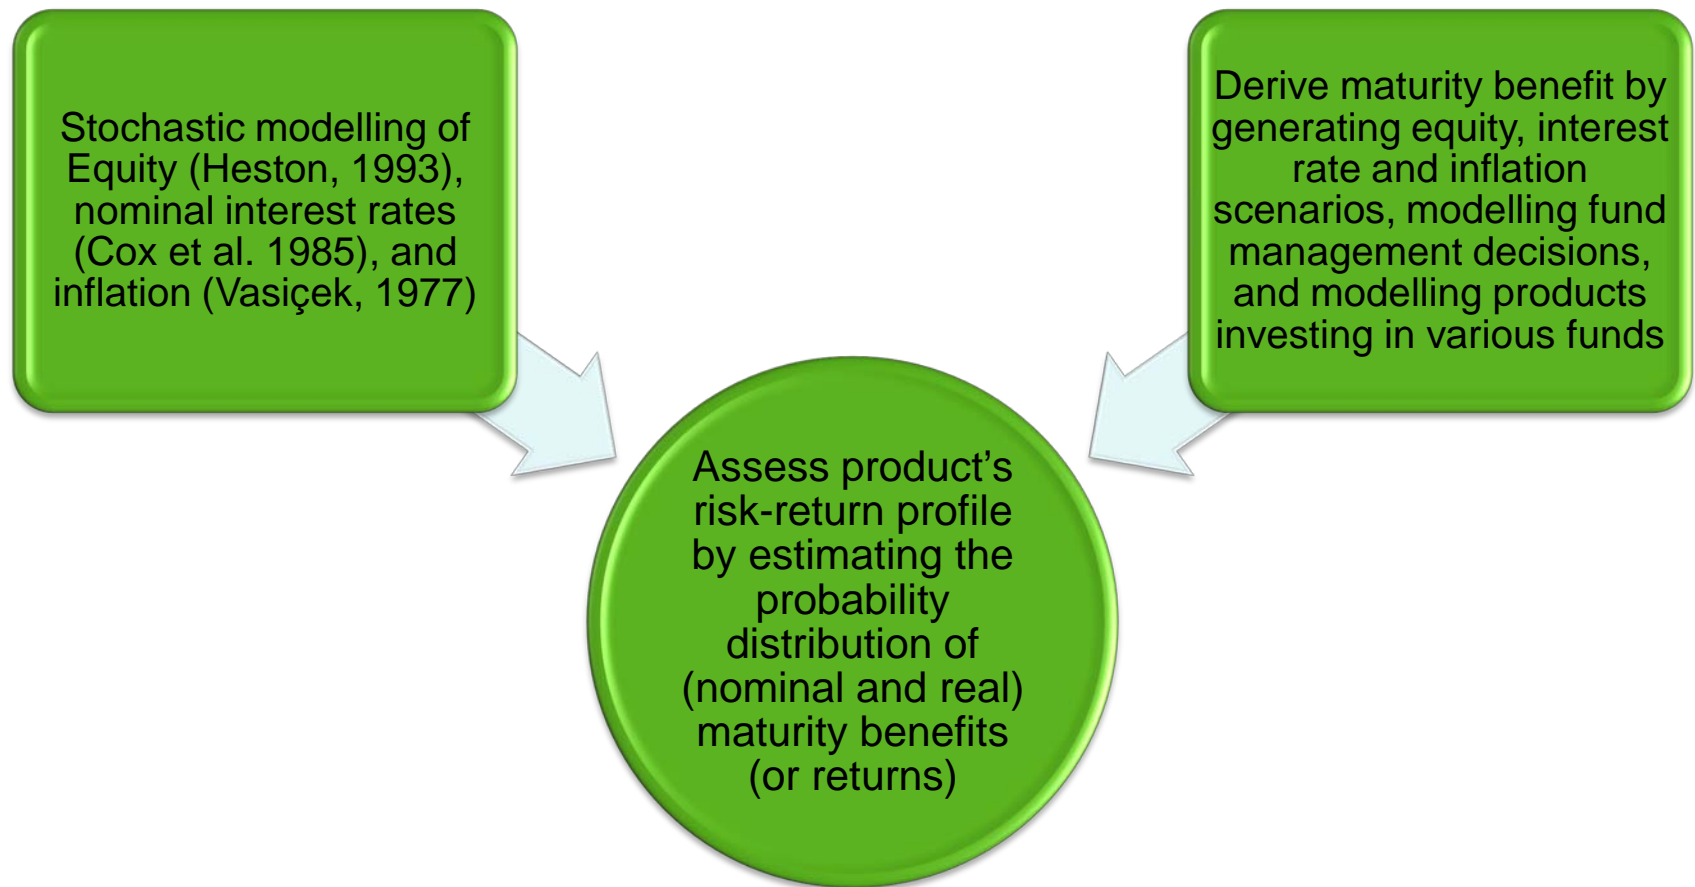 Stochastic modelling of
Equity (Heston, 1993),
nominal interest rates
(Cox et al. 1985), and
inflation (Vasiçek, 1977)
Derive maturity benefit by
generating equity, interest
rate and inflation
scenarios, modelling fund
management decisions,
and modelling products
investing in various funds
Assess product’s
risk-return profile
by estimating the
probability
distribution of
(nominal and real)
maturity benefits
(or returns)